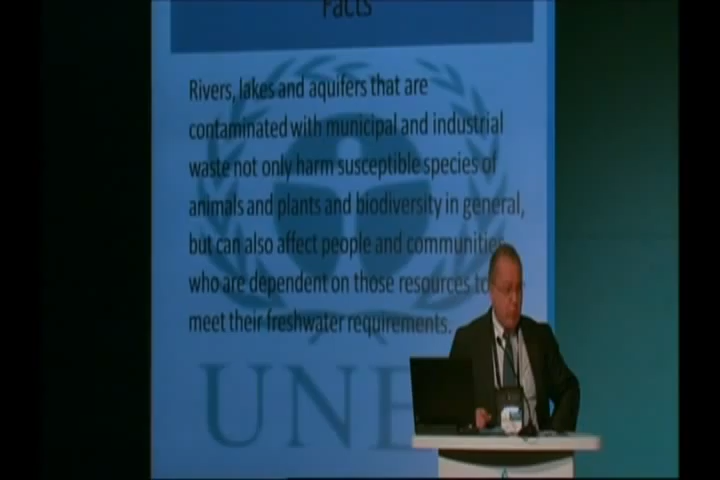 Facts
Rivers, lakes and aquifers that are
contaminated with municipal and industrial
waste not only harm susceptible species of
animals and plants and biodiversity in general,
but can also affect people and communities
who are dependent on those resources to
meet their freshwater requirements.
UNE